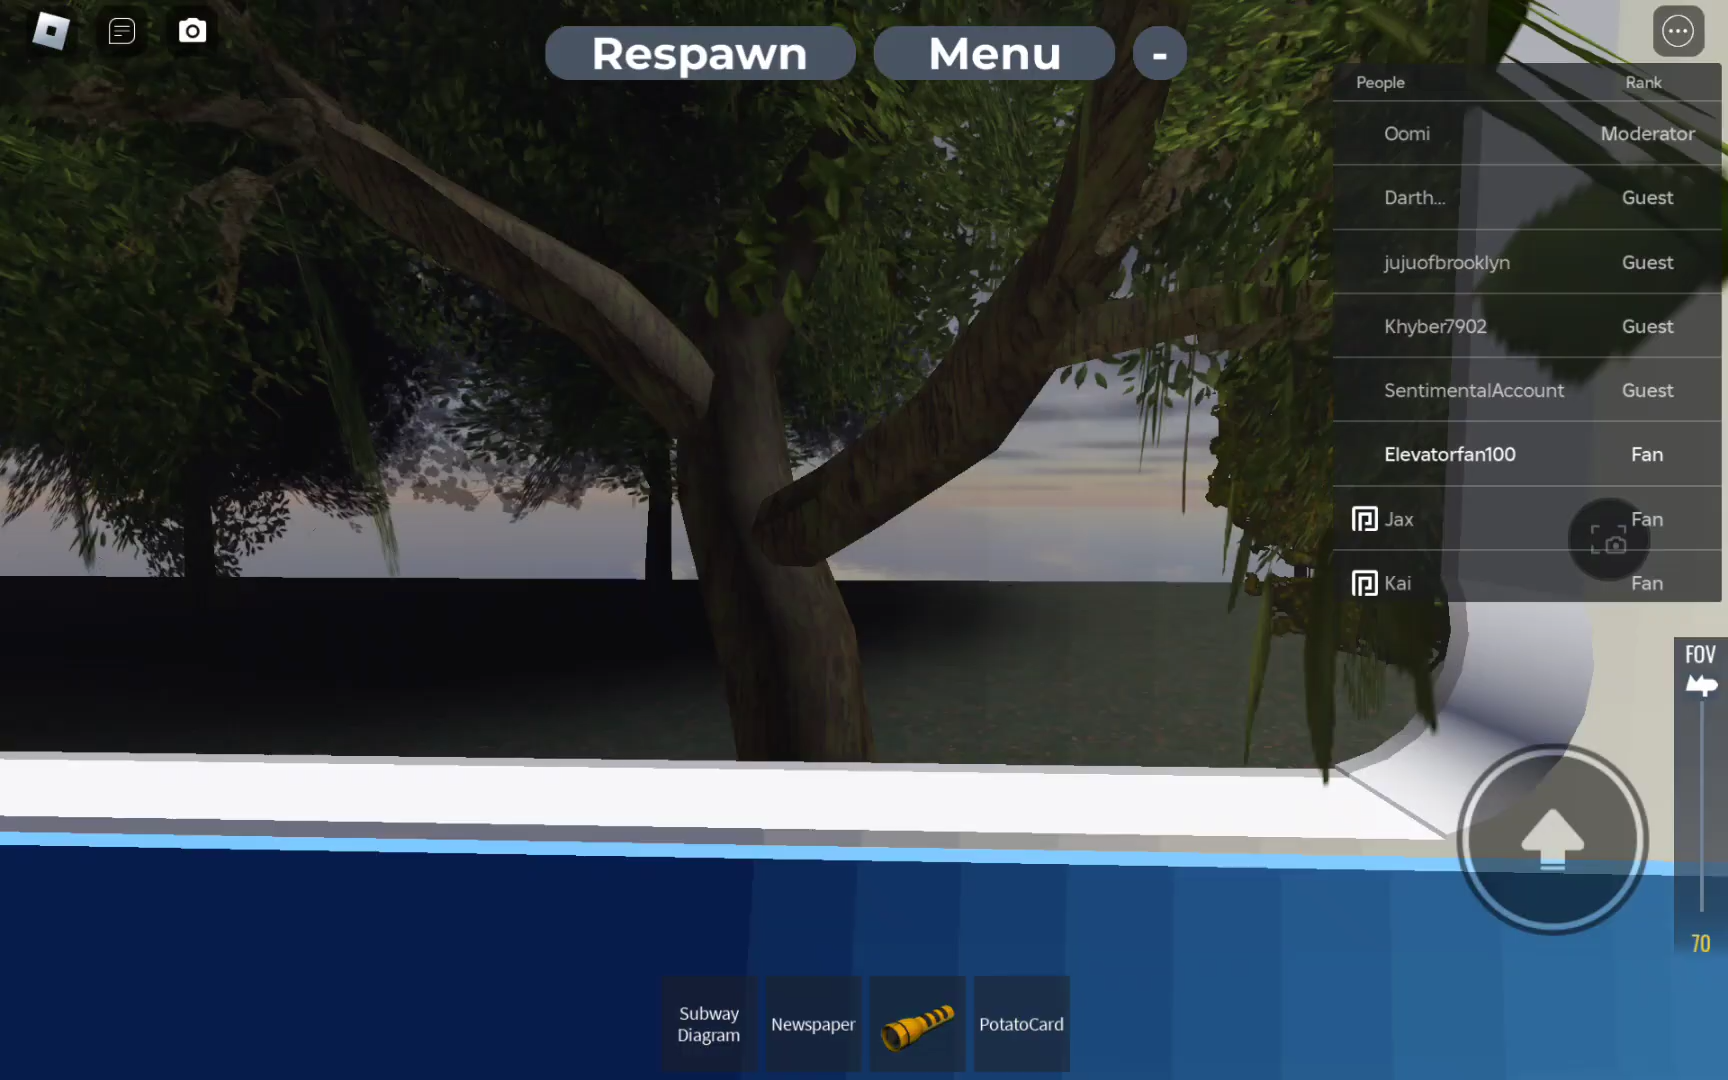 Respawn
Menu
-
People Rank
Oomi Moderator
Darth... Guest
jujuofbrooklyn Guest
Khyber7902 Guest
SentimentalAccount Guest
Elevatorfan100 Fan
Jax Fan
Kai Fan
FOV
70
Subway
Diagram
Newspaper
PotatoCard